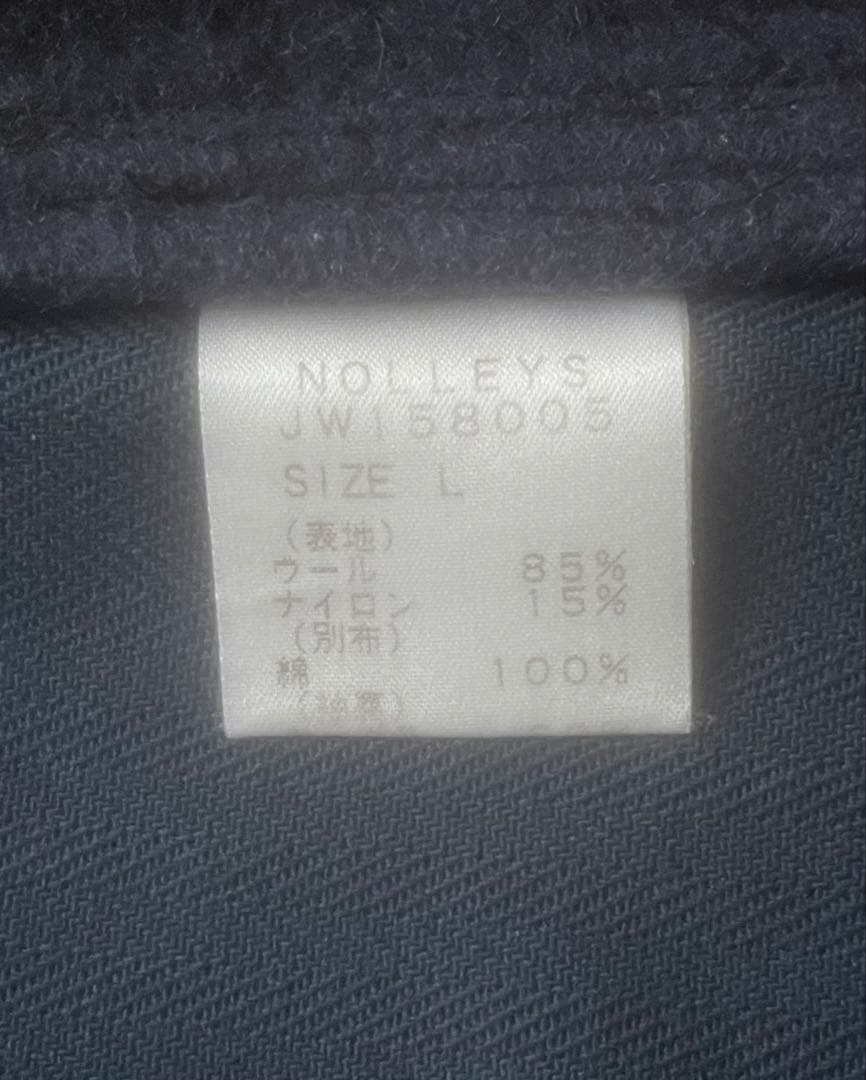 NOLLEYS
JW158005
SIZE L
(表地)
ウール 85%
ナイロン 15%
(別布)
綿 100%